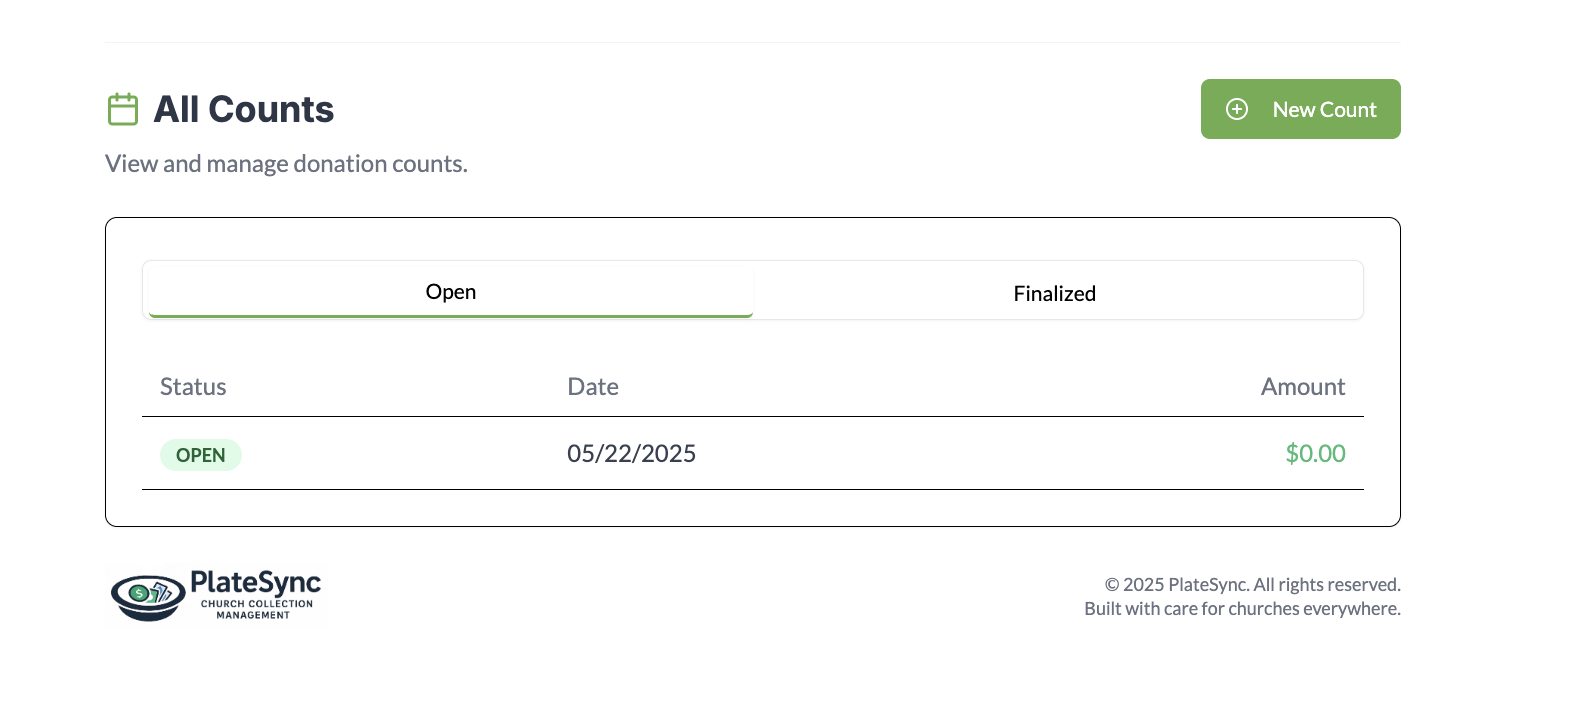 All Counts
New Count
View and manage donation counts.
Open
Finalized
Status
Date
Amount
OPEN
05/22/2025
$0.00
$
PlateSync
CHURCH COLLECTION
MANAGEMENT
© 2025 PlateSync. All rights reserved.
Built with care for churches everywhere.